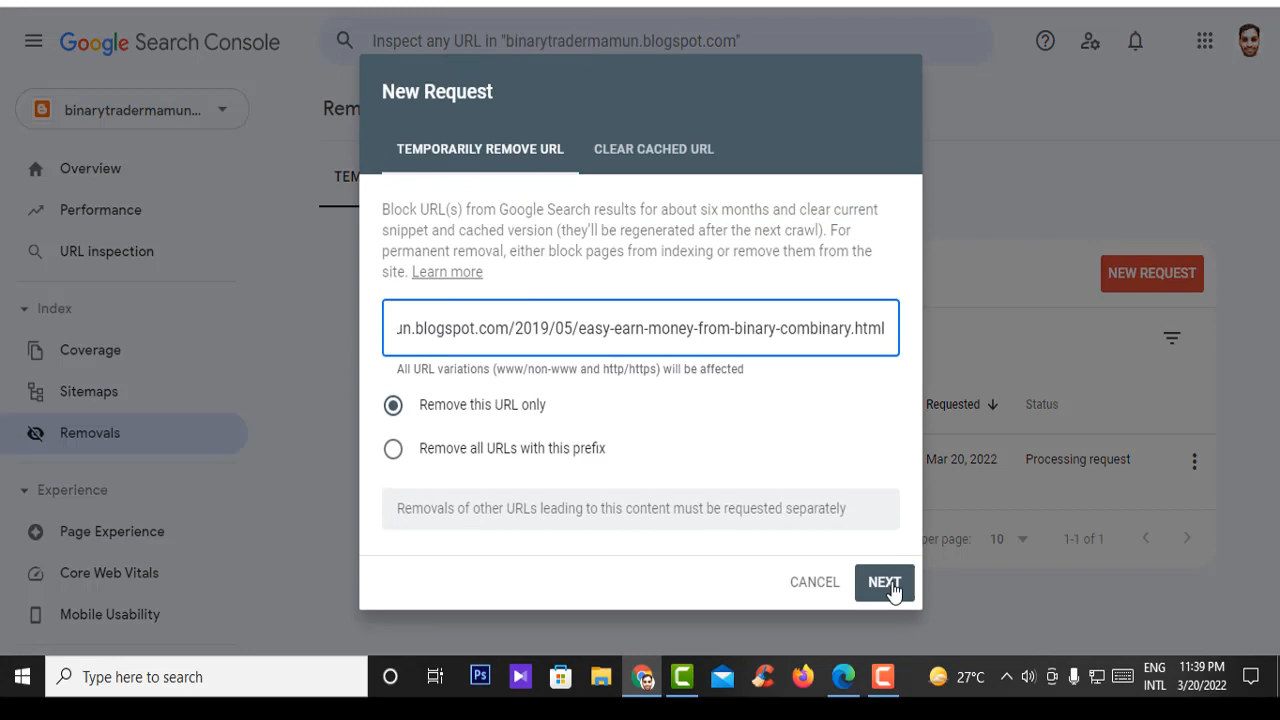 Google Search Console
Inspect any URL in "binarytradermamun.blogspot.com"
binarytradermamun...
Rem
New Request
TEMPORARILY REMOVE URL
CLEAR CACHED URL
TEM
Overview
Performance
URL inspection
Index
Coverage
Sitemaps
Removals
Experience
Page Experience
Core Web Vitals
Mobile Usability
Block URL(s) from Google Search results for about six months and clear current
snippet and cached version (they'll be regenerated after the next crawl). For
permanent removal, either block pages from indexing or remove them from the
site. Learn more
un.blogspot.com/2019/05/easy-earn-money-from-binary-combinary.html
All URL variations (www/non-www and http/https) will be affected
Remove this URL only
Remove all URLs with this prefix
Removals of other URLs leading to this content must be requested separately
CANCEL
NEXT
NEW REQUEST
Requested
Status
Mar 20, 2022
Processing request
per page:
10
1-1 of 1
Type here to search
Ps
27°C
ENG
INTL
11:39 PM
3/20/2022